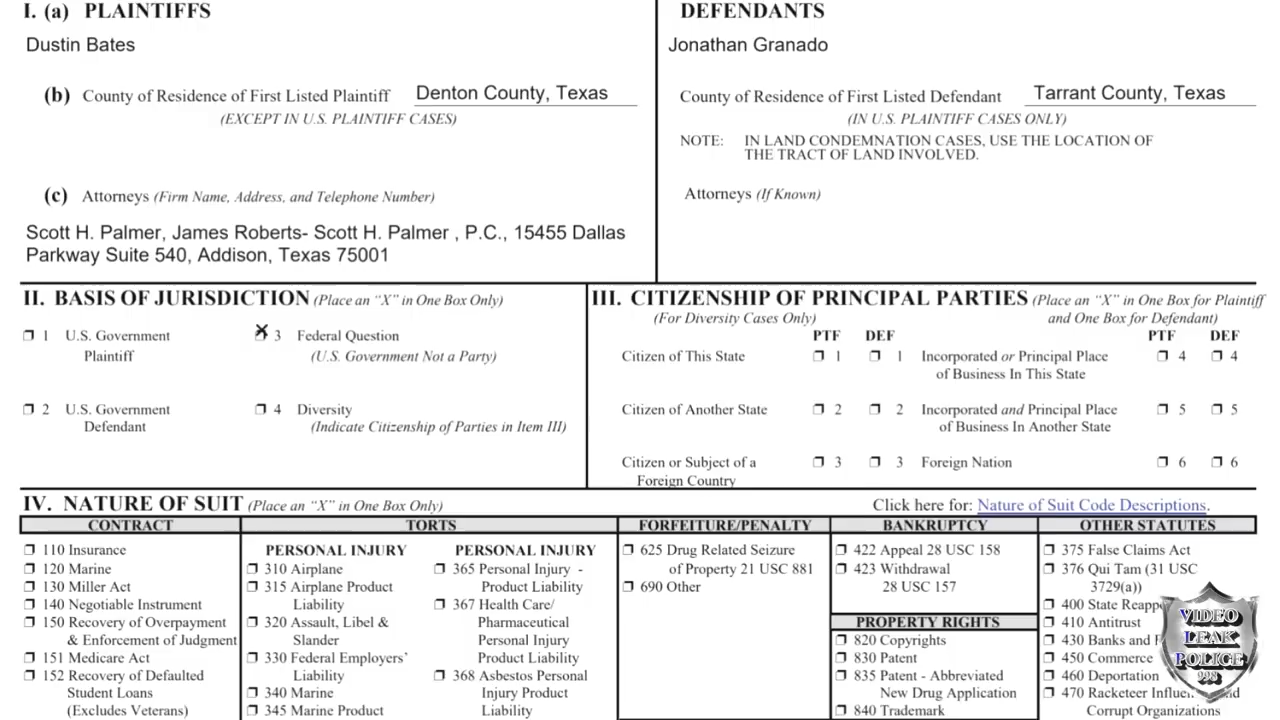 I. (a) PLAINTIFFS
Dustin Bates
(b) County of Residence of First Listed Plaintiff Denton County, Texas
(EXCEPT IN U.S. PLAINTIFF CASES)
(c) Attorneys (Firm Name, Address, and Telephone Number)
Scott H. Palmer, James Roberts- Scott H. Palmer , P.C., 15455 Dallas
Parkway Suite 540, Addison, Texas 75001
DEFENDANTS
Jonathan Granado
County of Residence of First Listed Defendant Tarrant County, Texas
(IN U.S. PLAINTIFF CASES ONLY)
NOTE: IN LAND CONDEMNATION CASES, USE THE LOCATION OF
THE TRACT OF LAND INVOLVED.
Attorneys (If Known)
II. BASIS OF JURISDICTION (Place an “X” in One Box Only)
1 U.S. Government
Plaintiff
X 3 Federal Question
(U.S. Government Not a Party)
2 U.S. Government
Defendant
4 Diversity
(Indicate Citizenship of Parties in Item III)
III. CITIZENSHIP OF PRINCIPAL PARTIES (Place an “X” in One Box for Plaintiff
(For Diversity Cases Only) and One Box for Defendant)
PTF DEF PTF DEF
Citizen of This State 1 1 Incorporated or Principal Place 4 4
of Business In This State
Citizen of Another State 2 2 Incorporated and Principal Place 5 5
of Business In Another State
Citizen or Subject of a 3 3 Foreign Nation 6 6
Foreign Country
IV. NATURE OF SUIT (Place an “X” in One Box Only) Click here for: Nature of Suit Code Descriptions.
CONTRACT
110 Insurance
120 Marine
130 Miller Act
140 Negotiable Instrument
150 Recovery of Overpayment
& Enforcement of Judgment
151 Medicare Act
152 Recovery of Defaulted
Student Loans
(Excludes Veterans)
TORTS
PERSONAL INJURY
310 Airplane
315 Airplane Product
Liability
320 Assault, Libel &
Slander
330 Federal Employers’
Liability
340 Marine
345 Marine Product
PERSONAL INJURY
365 Personal Injury -
Product Liability
367 Health Care/
Pharmaceutical
Personal Injury
Product Liability
368 Asbestos Personal
Injury Product
Liability
FORFEITURE/PENALTY
625 Drug Related Seizure
of Property 21 USC 881
690 Other
BANKRUPTCY
422 Appeal 28 USC 158
423 Withdrawal
28 USC 157
PROPERTY RIGHTS
820 Copyrights
830 Patent
835 Patent - Abbreviated
New Drug Application
840 Trademark
OTHER STATUTES
375 False Claims Act
376 Qui Tam (31 USC
3729(a))
400 State
410 Antitrust
430 Banks and
450 Commerce
460 Deportation
470 Racketeer
Corrupt Organizations
VIDEO
LEAK
POLICE
998